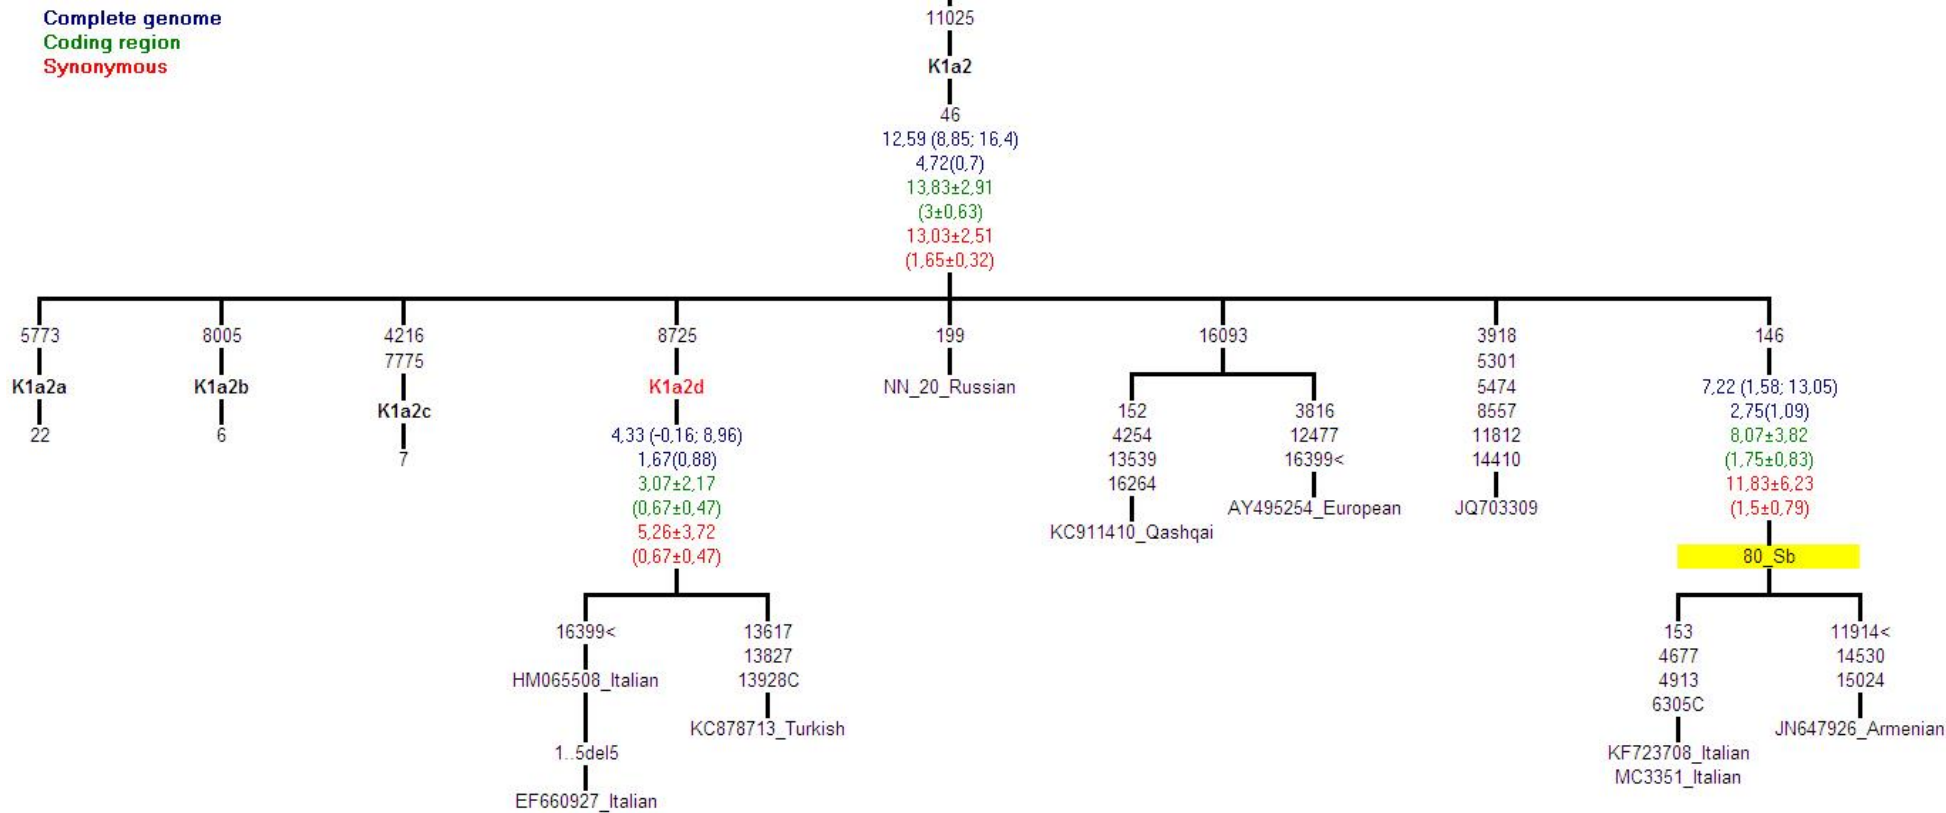 Complete genome
Coding region
Synonymous
11025
K1a2
46
12,59 (8,85; 16,4)
4,72(0,7)
13,83±2,91
(3±0,63)
13,03±2,51
(1,65±0,32)
5773
K1a2a
22
8005
K1a2b
6
4216
7775
K1a2c
7
8725
K1a2d
4,33 (-0,16; 8,96)
1,67(0,88)
3,07±2,17
(0,67±0,47)
5,26±3,72
(0,67±0,47)
16399<
HM065508_Italian
1..5del5
EF660927_Italian
13617
13827
13928C
KC878713_Turkish
199
NN_20_Russian
16093
152
4254
13539
16264
KC911410_Qashqai
3816
12477
16399<
AY495254_European
3918
5301
5474
8557
11812
14410
JQ703309
146
7,22 (1,58; 13,05)
2,75(1,09)
8,07±3,82
(1,75±0,83)
11,83±6,23
(1,5±0,79)
80_Sb
153
4677
4913
6305C
KF723708_Italian
MC3351_Italian
11914<
14530
15024
JN647926_Armenian